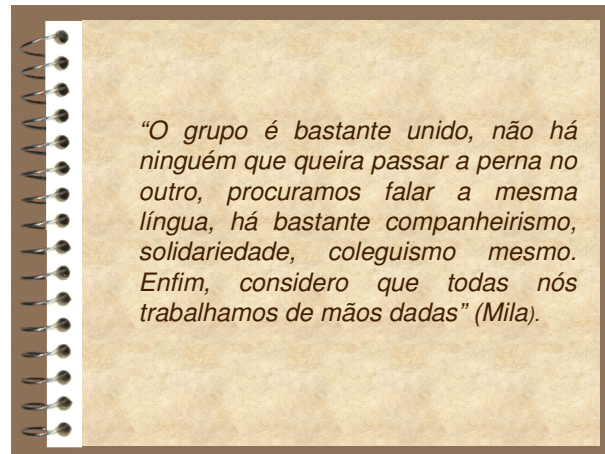 “O grupo é bastante unido, não há
ninguém que queira passar a perna no
outro, procuramos falar a mesma
língua, há bastante companheirismo,
solidariedade, coleguismo mesmo.
Enfim, considero que todas nós
trabalhamos de mãos dadas” (Mila).